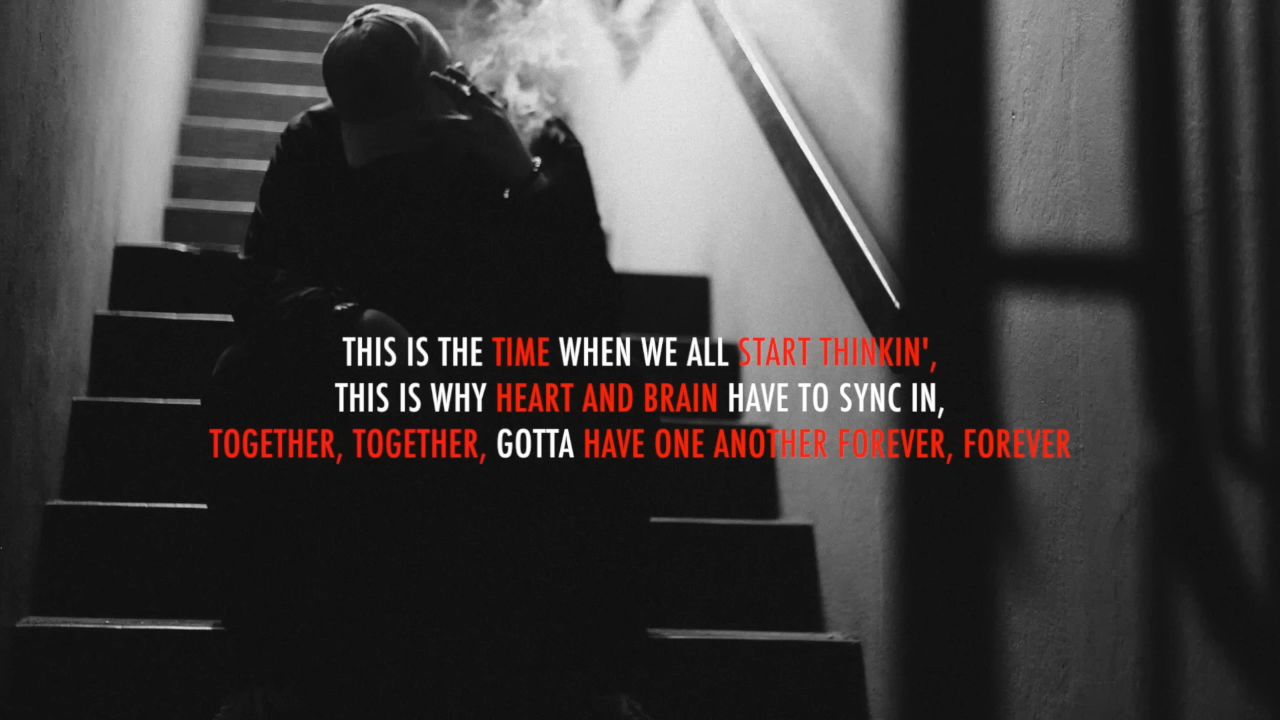 THIS IS THE TIME WHEN WE ALL START THINKIN',
THIS IS WHY HEART AND BRAIN HAVE TO SYNC IN,
TOGETHER, TOGETHER, GOTTA HAVE ONE ANOTHER FOREVER, FOREVER